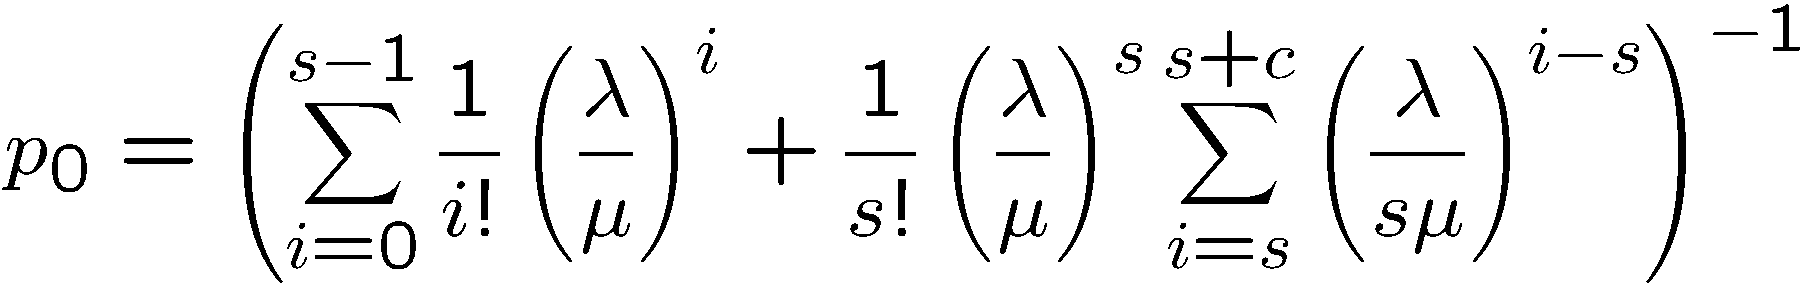 p_0 = \left( \sum_{i=0}^{s-1} \frac{1}{i!} \left( \frac{\lambda}{\mu} \right)^i + \frac{1}{s!} \left( \frac{\lambda}{\mu} \right)^s \sum_{i=s}^{s+c} \left( \frac{\lambda}{s\mu} \right)^{i-s} \right)^{-1}